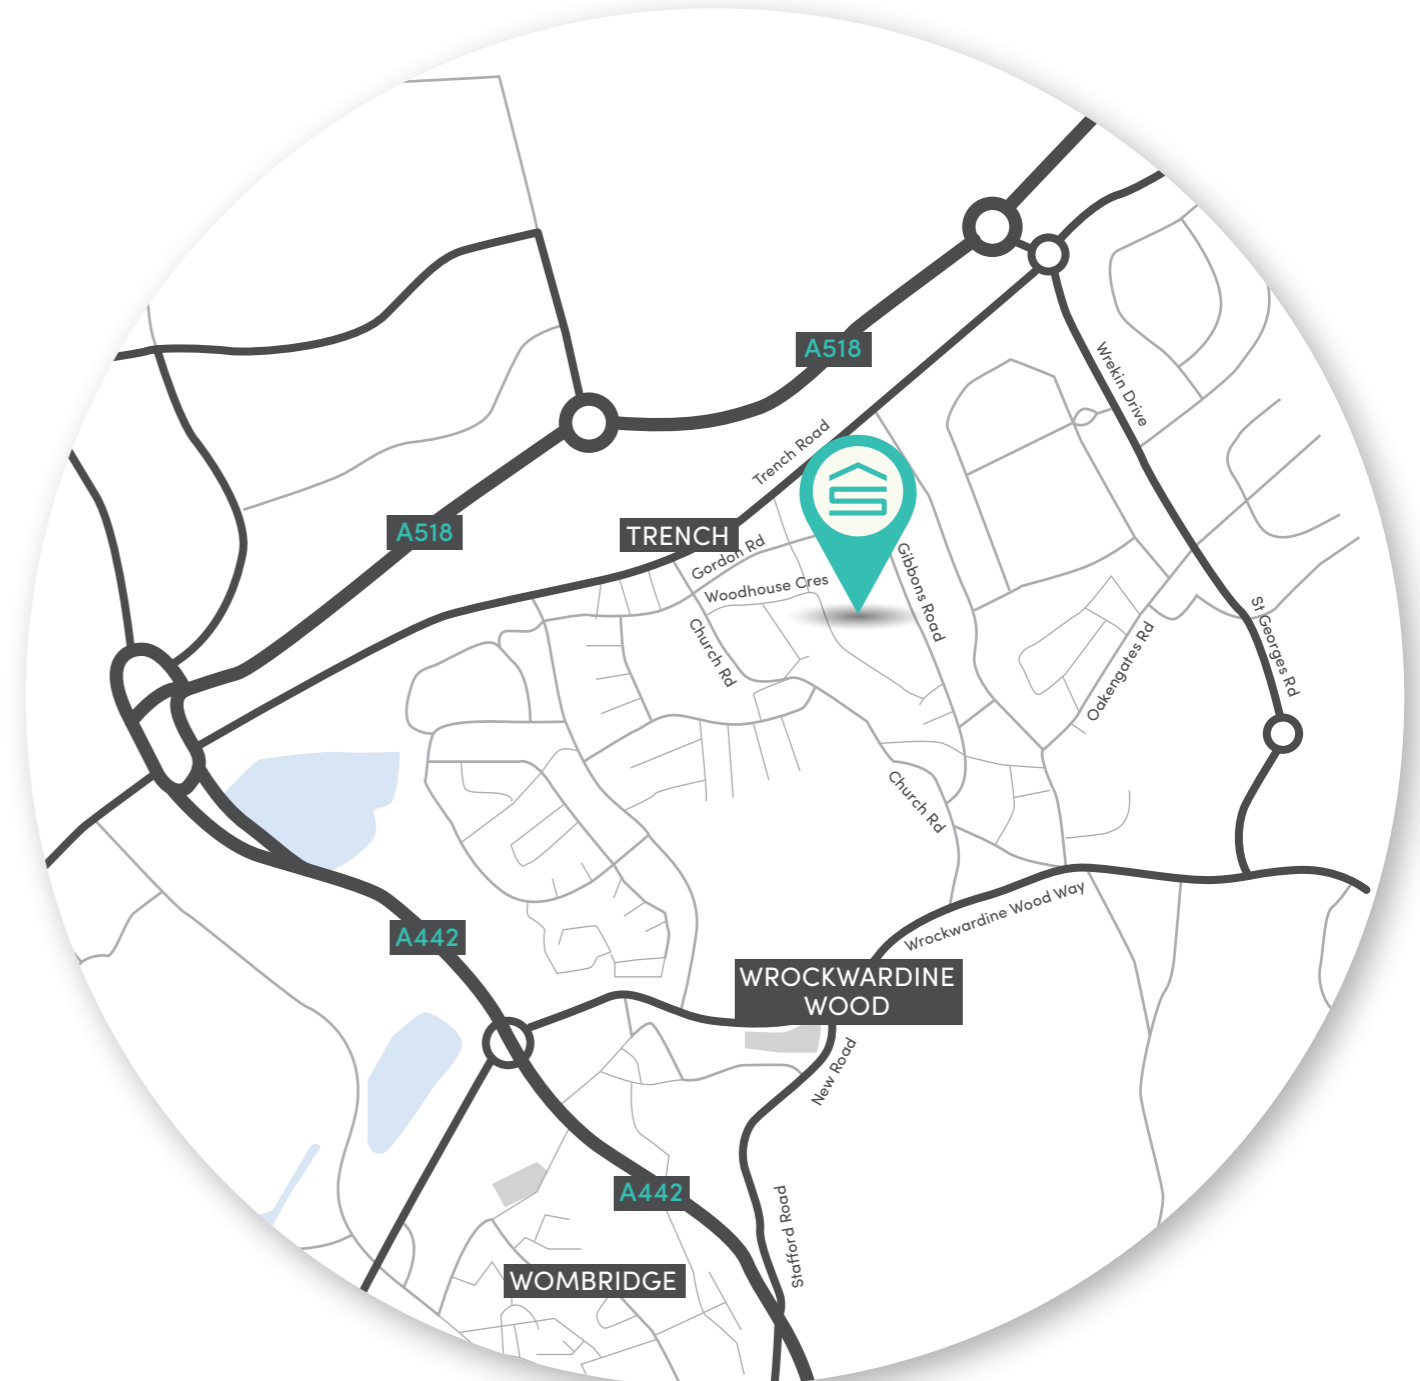 A518
Wrekin Drive
Trench Road
A518
TRENCH
Gordon Rd
Woodhouse Cres
Gibbons Road
Church Rd
St Georges Rd
Oakengates Rd
Church Rd
Wrockwardine Wood Way
A442
WROCKWARDINE
WOOD
New Road
A442
Stafford Road
WOMBRIDGE